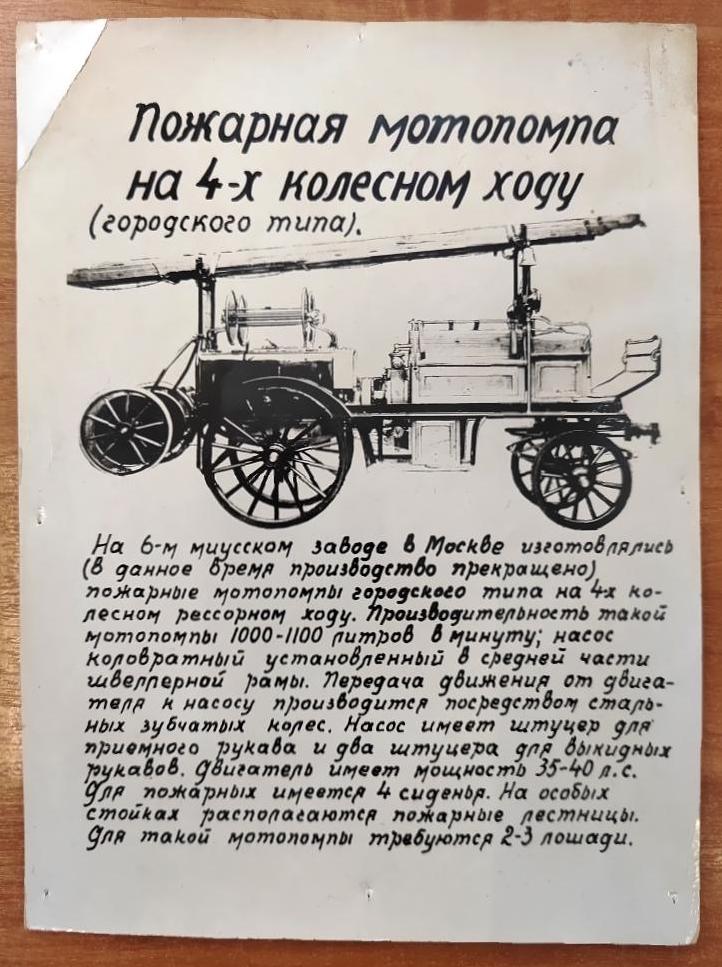 Пожарная мотопомпа
на 4-х колесном ходу
(городского типа).
На 6-м миусском заводе в Москве изготовлялись
(в данное время производство прекращено)
пожарные мотопомпы городского типа на 4-х ко-
лесном рессорном ходу. Производительность такой
мотопомпы 1000-1100 литров в минуту; насос
коловратный установленный в средней части
швеллерной рамы. Передача движения от двига-
теля к насосу производится посредством сталь-
ных зубчатых колес. Насос имеет штуцер для
приемного рукава и два штуцера для выкидных
рукавов. Двигатель имеет мощность 35-40 л.с.
Для пожарных имеется 4 сиденья. На особых
стойках располагаются пожарные лестницы.
Для такой мотопомпы требуются 2-3 лошади.